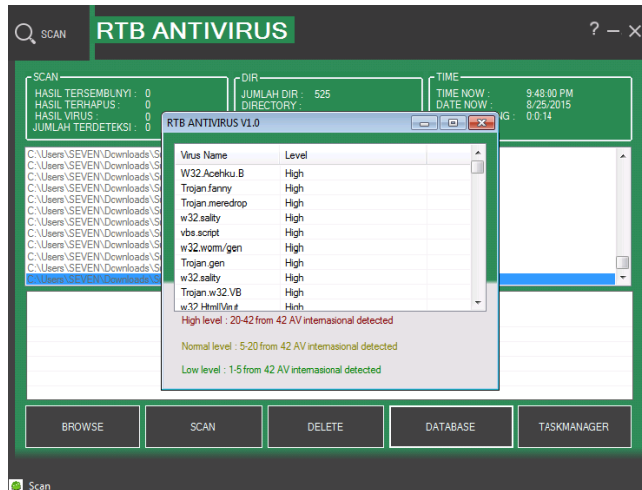 SCAN
RTB ANTIVIRUS
? – ×
SCAN
HASIL TERSEMBUNYI : 0
HASIL TERHAPUS : 0
HASIL VIRUS : 0
JUMLAH TERDETEKSI : 0
DIR
JUMLAH DIR : 525
DIRECTORY :
TIME
TIME NOW : 9:48:00 PM
DATE NOW : 8/25/2015
NG : 0:0:14
C:\Users\SEVEN\Downloads\S
C:\Users\SEVEN\Downloads\S
C:\Users\SEVEN\Downloads\S
C:\Users\SEVEN\Downloads\S
C:\Users\SEVEN\Downloads\S
C:\Users\SEVEN\Downloads\S
C:\Users\SEVEN\Downloads\S
C:\Users\SEVEN\Downloads\S
C:\Users\SEVEN\Downloads\S
C:\Users\SEVEN\Downloads\S
RTB ANTIVIRUS V1.0
Virus Name Level
W32.Acehku.B High
Trojan.fanny High
Trojan.meredrop High
w32.sality High
vbs.script High
w32.worm/gen High
Trojan.gen High
w32.sality High
Trojan.w32.VB High
High
High level : 20-42 from 42 AV internasional detected
Normal level : 5-20 from 42 AV internasional detected
Low level : 1-5 from 42 AV internasional detected
BROWSE
SCAN
DELETE
DATABASE
TASKMANAGER
Scan